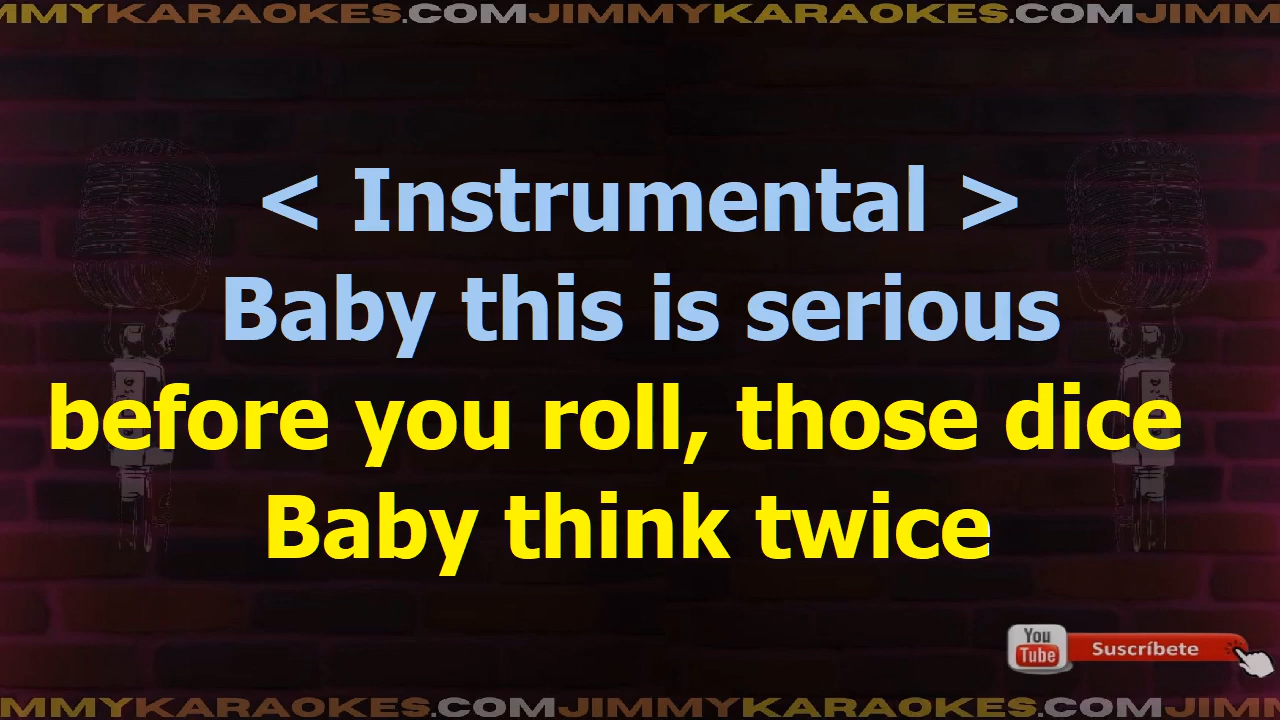 JIMMYKARAOKES.COMJIMMYKARAOKES.COMJIMM
< Instrumental >
Baby this is serious
before you roll, those dice
Baby think twice
You
Tube
Suscríbete
MMYKARAOKES.COMJIMMYKARAOKES.COMJIMM